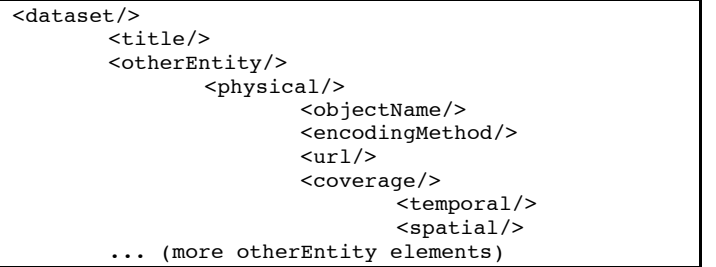 <dataset/>
<title/>
<otherEntity/>
<physical/>
<objectName/>
<encodingMethod/>
<url/>
<coverage/>
<temporal/>
<spatial/>
... (more otherEntity elements)